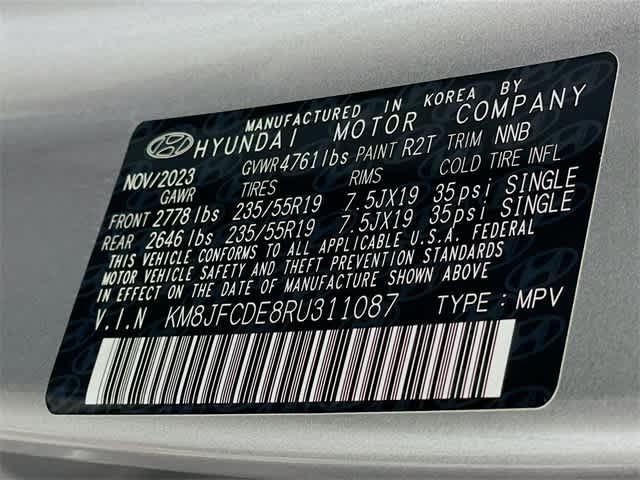 MANUFACTURED IN KOREA BY
HYUNDAI MOTOR COMPANY
NOV/2023 GVWR 4761lbs PAINT R2T TRIM NNB
GAWR TIRES RIMS COLD TIRE INFL
FRONT 2778 lbs 235/55R19 7.5JX19 35psi SINGLE
REAR 2646 lbs 235/55R19 7.5JX19 35psi SINGLE
THIS VEHICLE CONFORMS TO ALL APPLICABLE U.S.A. FEDERAL
MOTOR VEHICLE SAFETY AND THEFT PREVENTION STANDARDS
IN EFFECT ON THE DATE OF MANUFACTURE SHOWN ABOVE
V.I.N KM8JFCDE8RU311087 TYPE : MPV